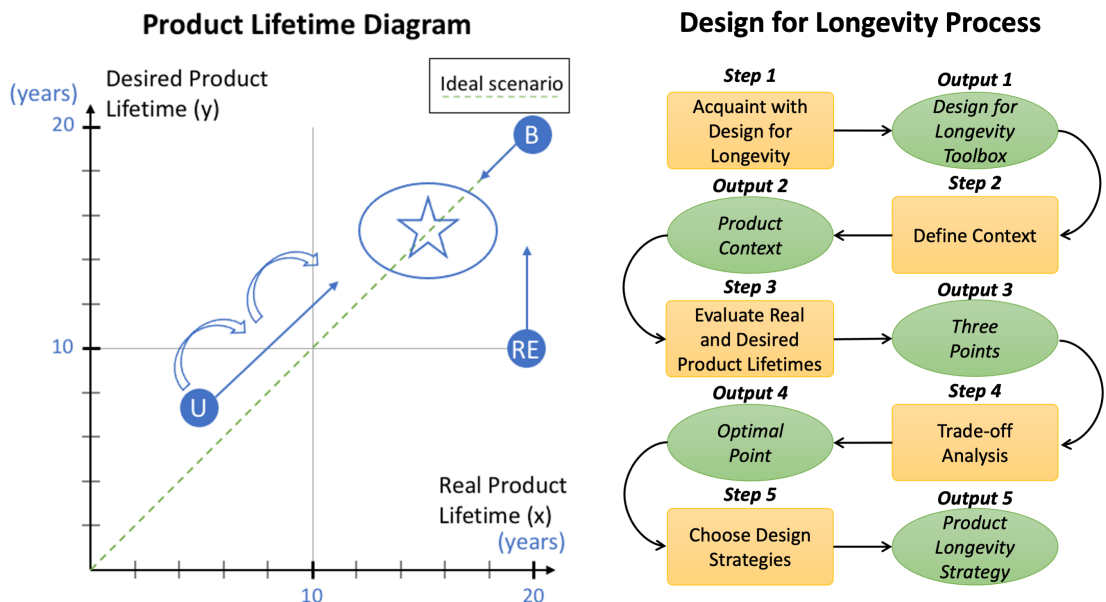 Product Lifetime Diagram
Desired Product
Lifetime (y)
(years)
20
Ideal scenario
B
10
RE
U
Real Product
Lifetime (x)
(years)
10
20
Design for Longevity Process
Step 1
Acquaint with
Design for
Longevity
Output 1
Design for
Longevity
Toolbox
Step 2
Define Context
Output 2
Product
Context
Step 3
Evaluate Real
and Desired
Product Lifetimes
Output 3
Three
Points
Step 4
Trade-off
Analysis
Output 4
Optimal
Point
Step 5
Choose Design
Strategies
Output 5
Product
Longevity
Strategy